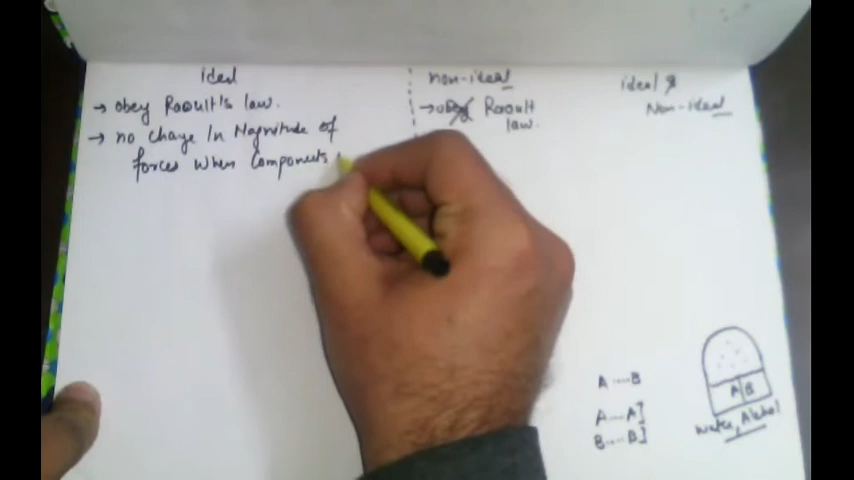 ideal
→ obey Raoult's law.
→ no change In Magnitude of
forces when Components
non-ideal
→ obey Raoult
law.
ideal &
Non-ideal
A ....B
A ....A]
B ....B]
A|B
water, Alcohol